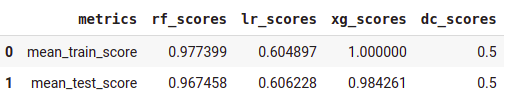 metrics rf_scores lr_scores xg_scores dc_scores
0 mean_train_score 0.977399 0.604897 1.000000 0.5
1 mean_test_score 0.967458 0.606228 0.984261 0.5